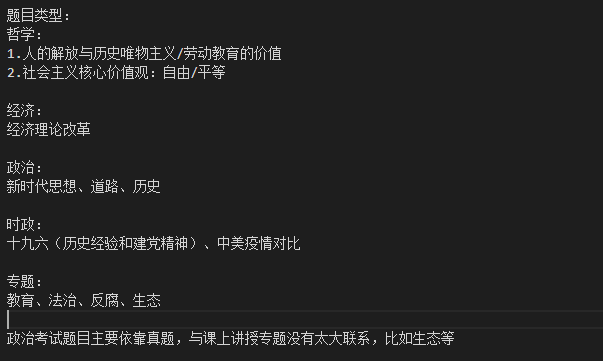 题目类型：
哲学：
1.人的解放与历史唯物主义/劳动教育的价值
2.社会主义核心价值观：自由/平等
经济：
经济理论改革
政治：
新时代思想、道路、历史
时政：
十九六（历史经验和建党精神）、中美疫情对比
专题：
教育、法治、反腐、生态
政治考试题目主要依靠真题，与课上讲授专题没有太大联系，比如生态等